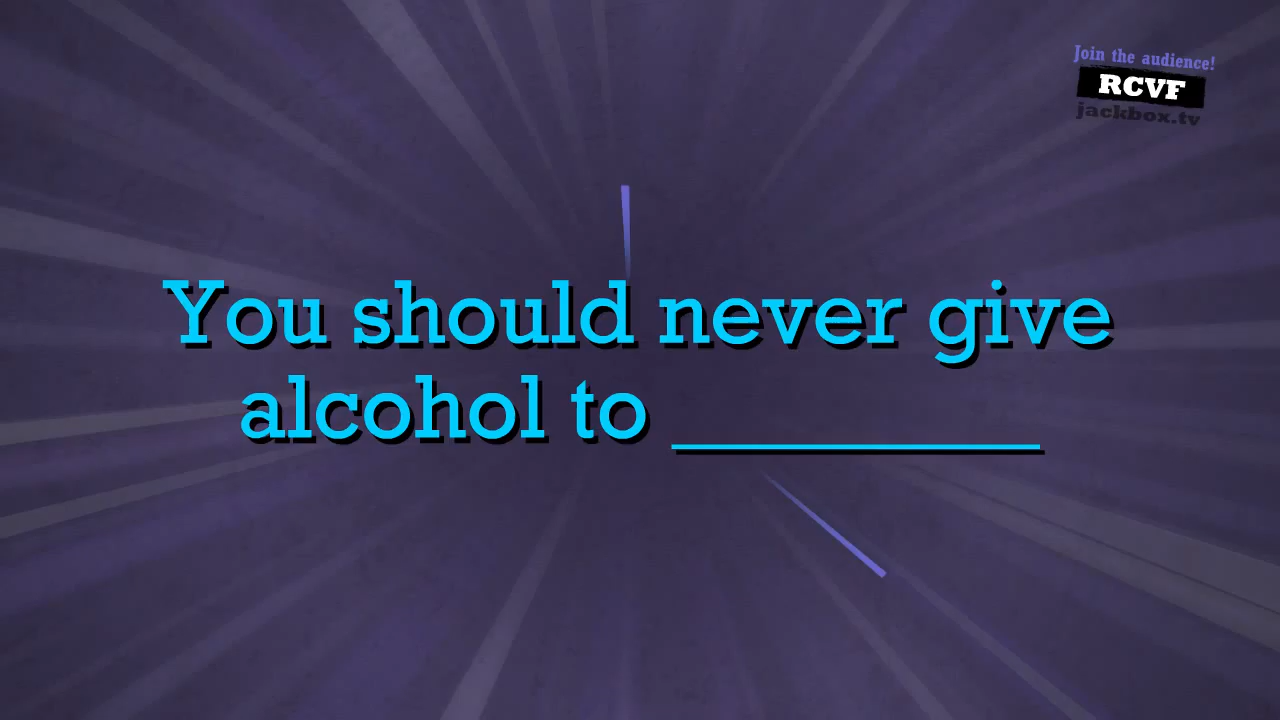 Join the audience!
RCVF
jackbox.tv
You should never give
alcohol to ________